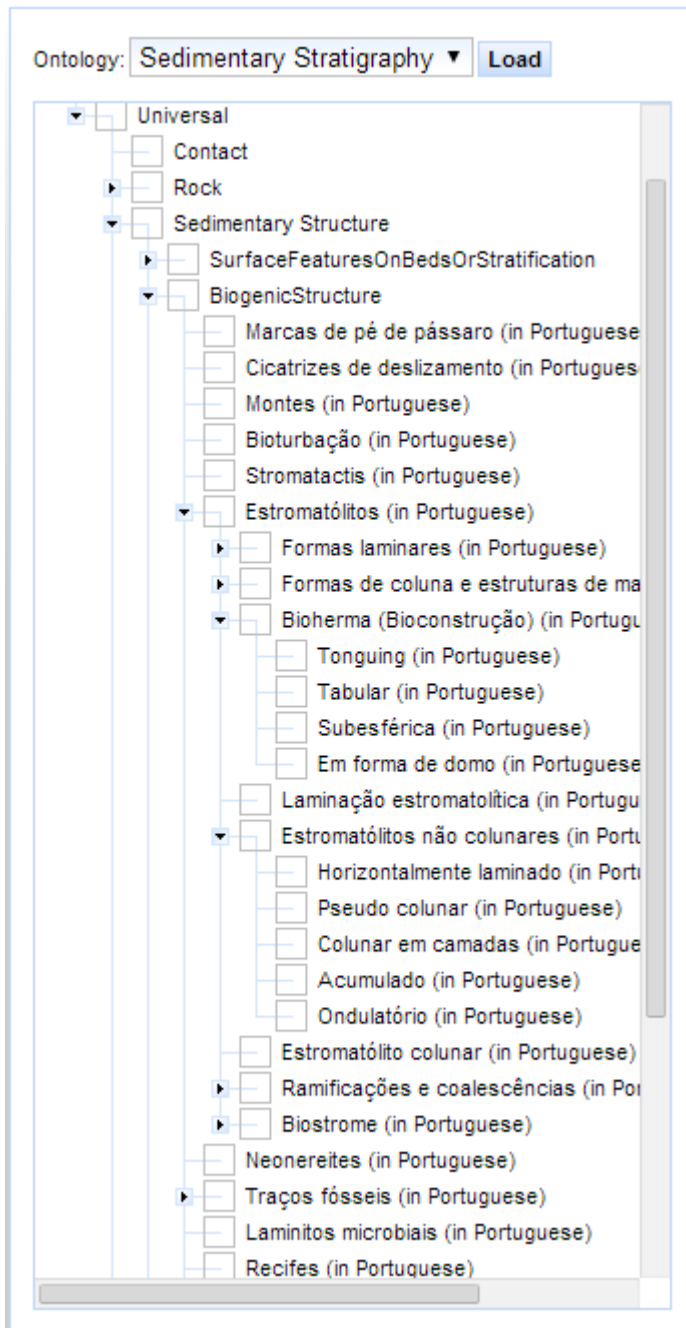 Ontology: Sedimentary Stratigraphy Load
Universal
Contact
Rock
Sedimentary Structure
SurfaceFeaturesOnBedsOrStratification
BiogenicStructure
Marcas de pé de pássaro (in Portuguese
Cicatrizes de deslizamento (in Portugues
Montes (in Portuguese)
Bioturbação (in Portuguese)
Stromatactis (in Portuguese)
Estromatólitos (in Portuguese)
Formas laminares (in Portuguese)
Formas de coluna e estruturas de ma
Bioherma (Bioconstrução) (in Portugu
Tonguing (in Portuguese)
Tabular (in Portuguese)
Subesférica (in Portuguese)
Em forma de domo (in Portuguese
Laminação estromatolítica (in Portugu
Estromatólitos não colunares (in Portu
Horizontalmente laminado (in Portu
Pseudo colunar (in Portuguese)
Colunar em camadas (in Portugue
Acumulado (in Portuguese)
Ondulatório (in Portuguese)
Estromatólito colunar (in Portuguese)
Ramificações e coalescências (in Por
Biostrome (in Portuguese)
Neonereites (in Portuguese)
Traços fósseis (in Portuguese)
Laminitos microbiais (in Portuguese)
Recifes (in Portuguese)